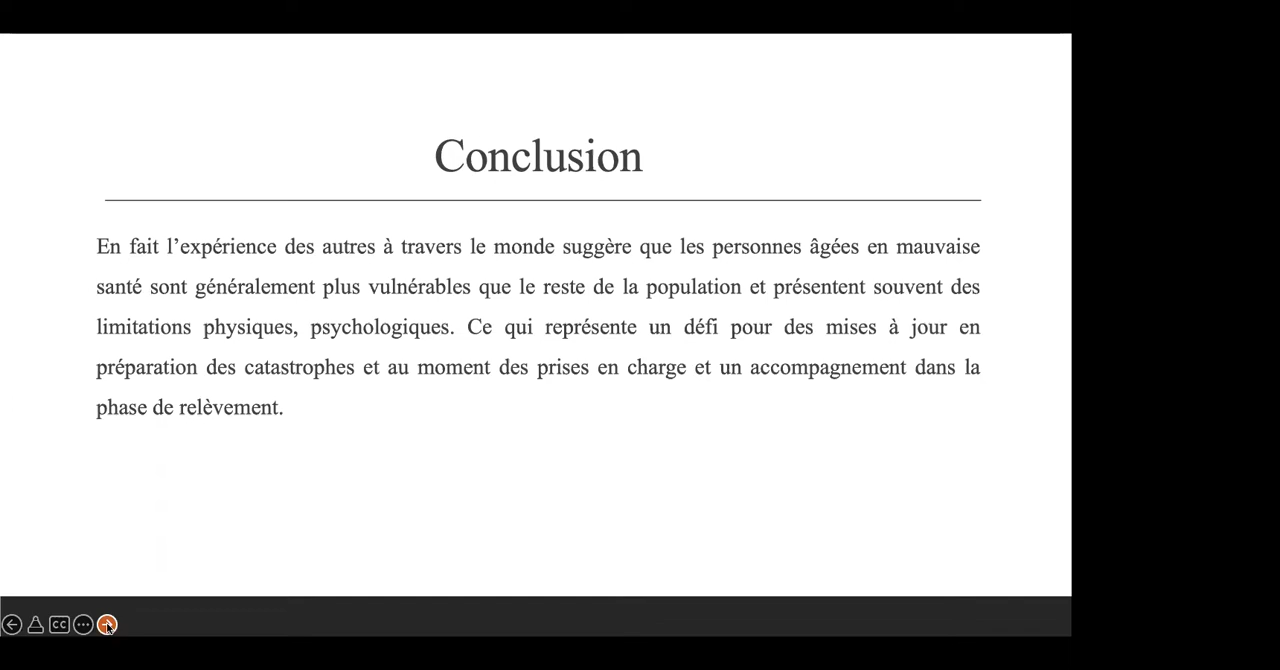 Conclusion
En fait l’expérience des autres à travers le monde suggère que les personnes âgées en mauvaise
santé sont généralement plus vulnérables que le reste de la population et présentent souvent des
limitations physiques, psychologiques. Ce qui représente un défi pour des mises à jour en
préparation des catastrophes et au moment des prises en charge et un accompagnement dans la
phase de relèvement.
CC